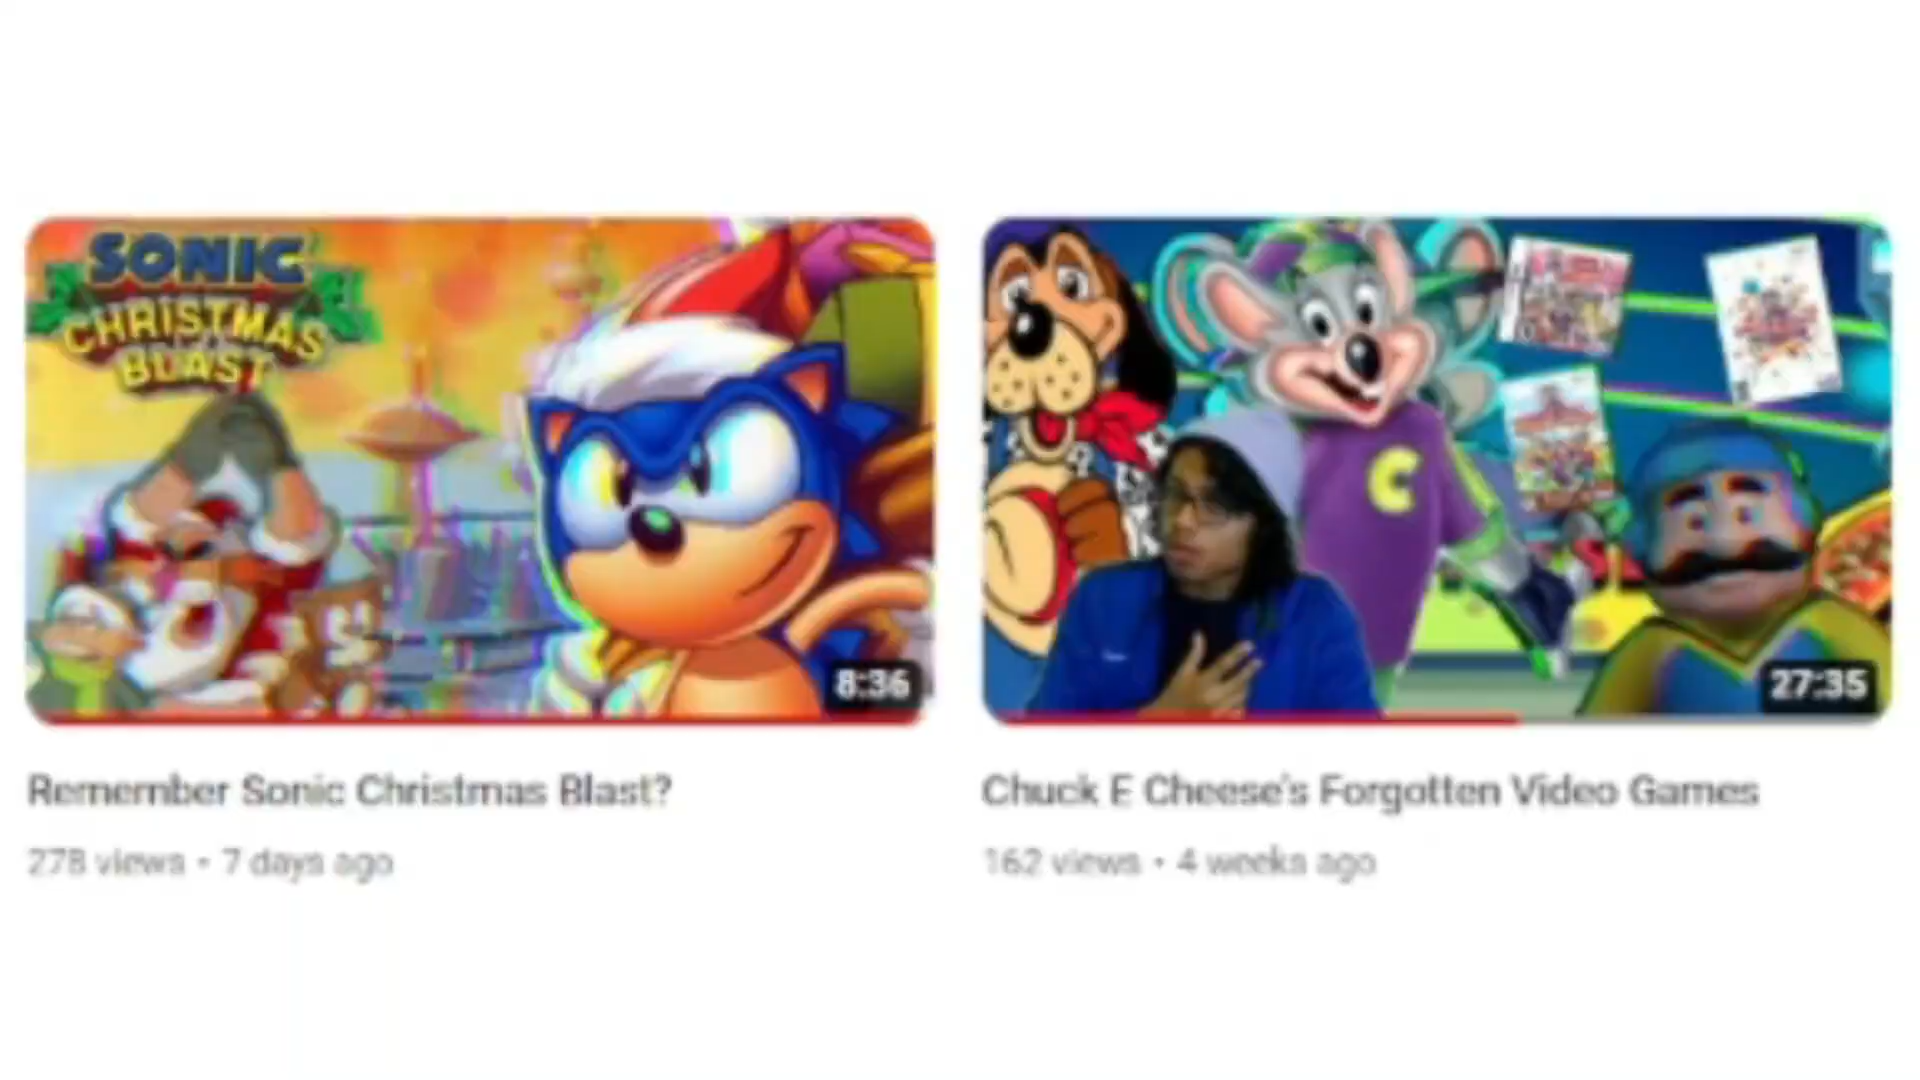 SONIC
CHRISTMAS
BLAST
8:36
C
27:35
Remember Sonic Christmas Blast?
Chuck E Cheese's Forgotten Video Games
278 views • 7 days ago
162 views • 4 weeks ago